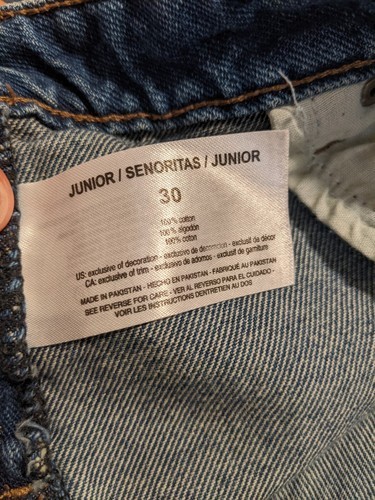 JUNIOR / SENORITAS / JUNIOR
30
100% cotton
100% algodón
100% cotton
US: exclusive of decoration - exclusivo de decoración - exclusif de décor
CA: exclusive of trim - exclusivo de adornos - exclusif de garniture
MADE IN PAKISTAN - HECHO EN PAKISTAN - FABRIQUÉ AU PAKISTAN
SEE REVERSE FOR CARE - VER AL REVERSO PARA EL CUIDADO -
VOIR LES INSTRUCTIONS DENTRETIEN AU DOS